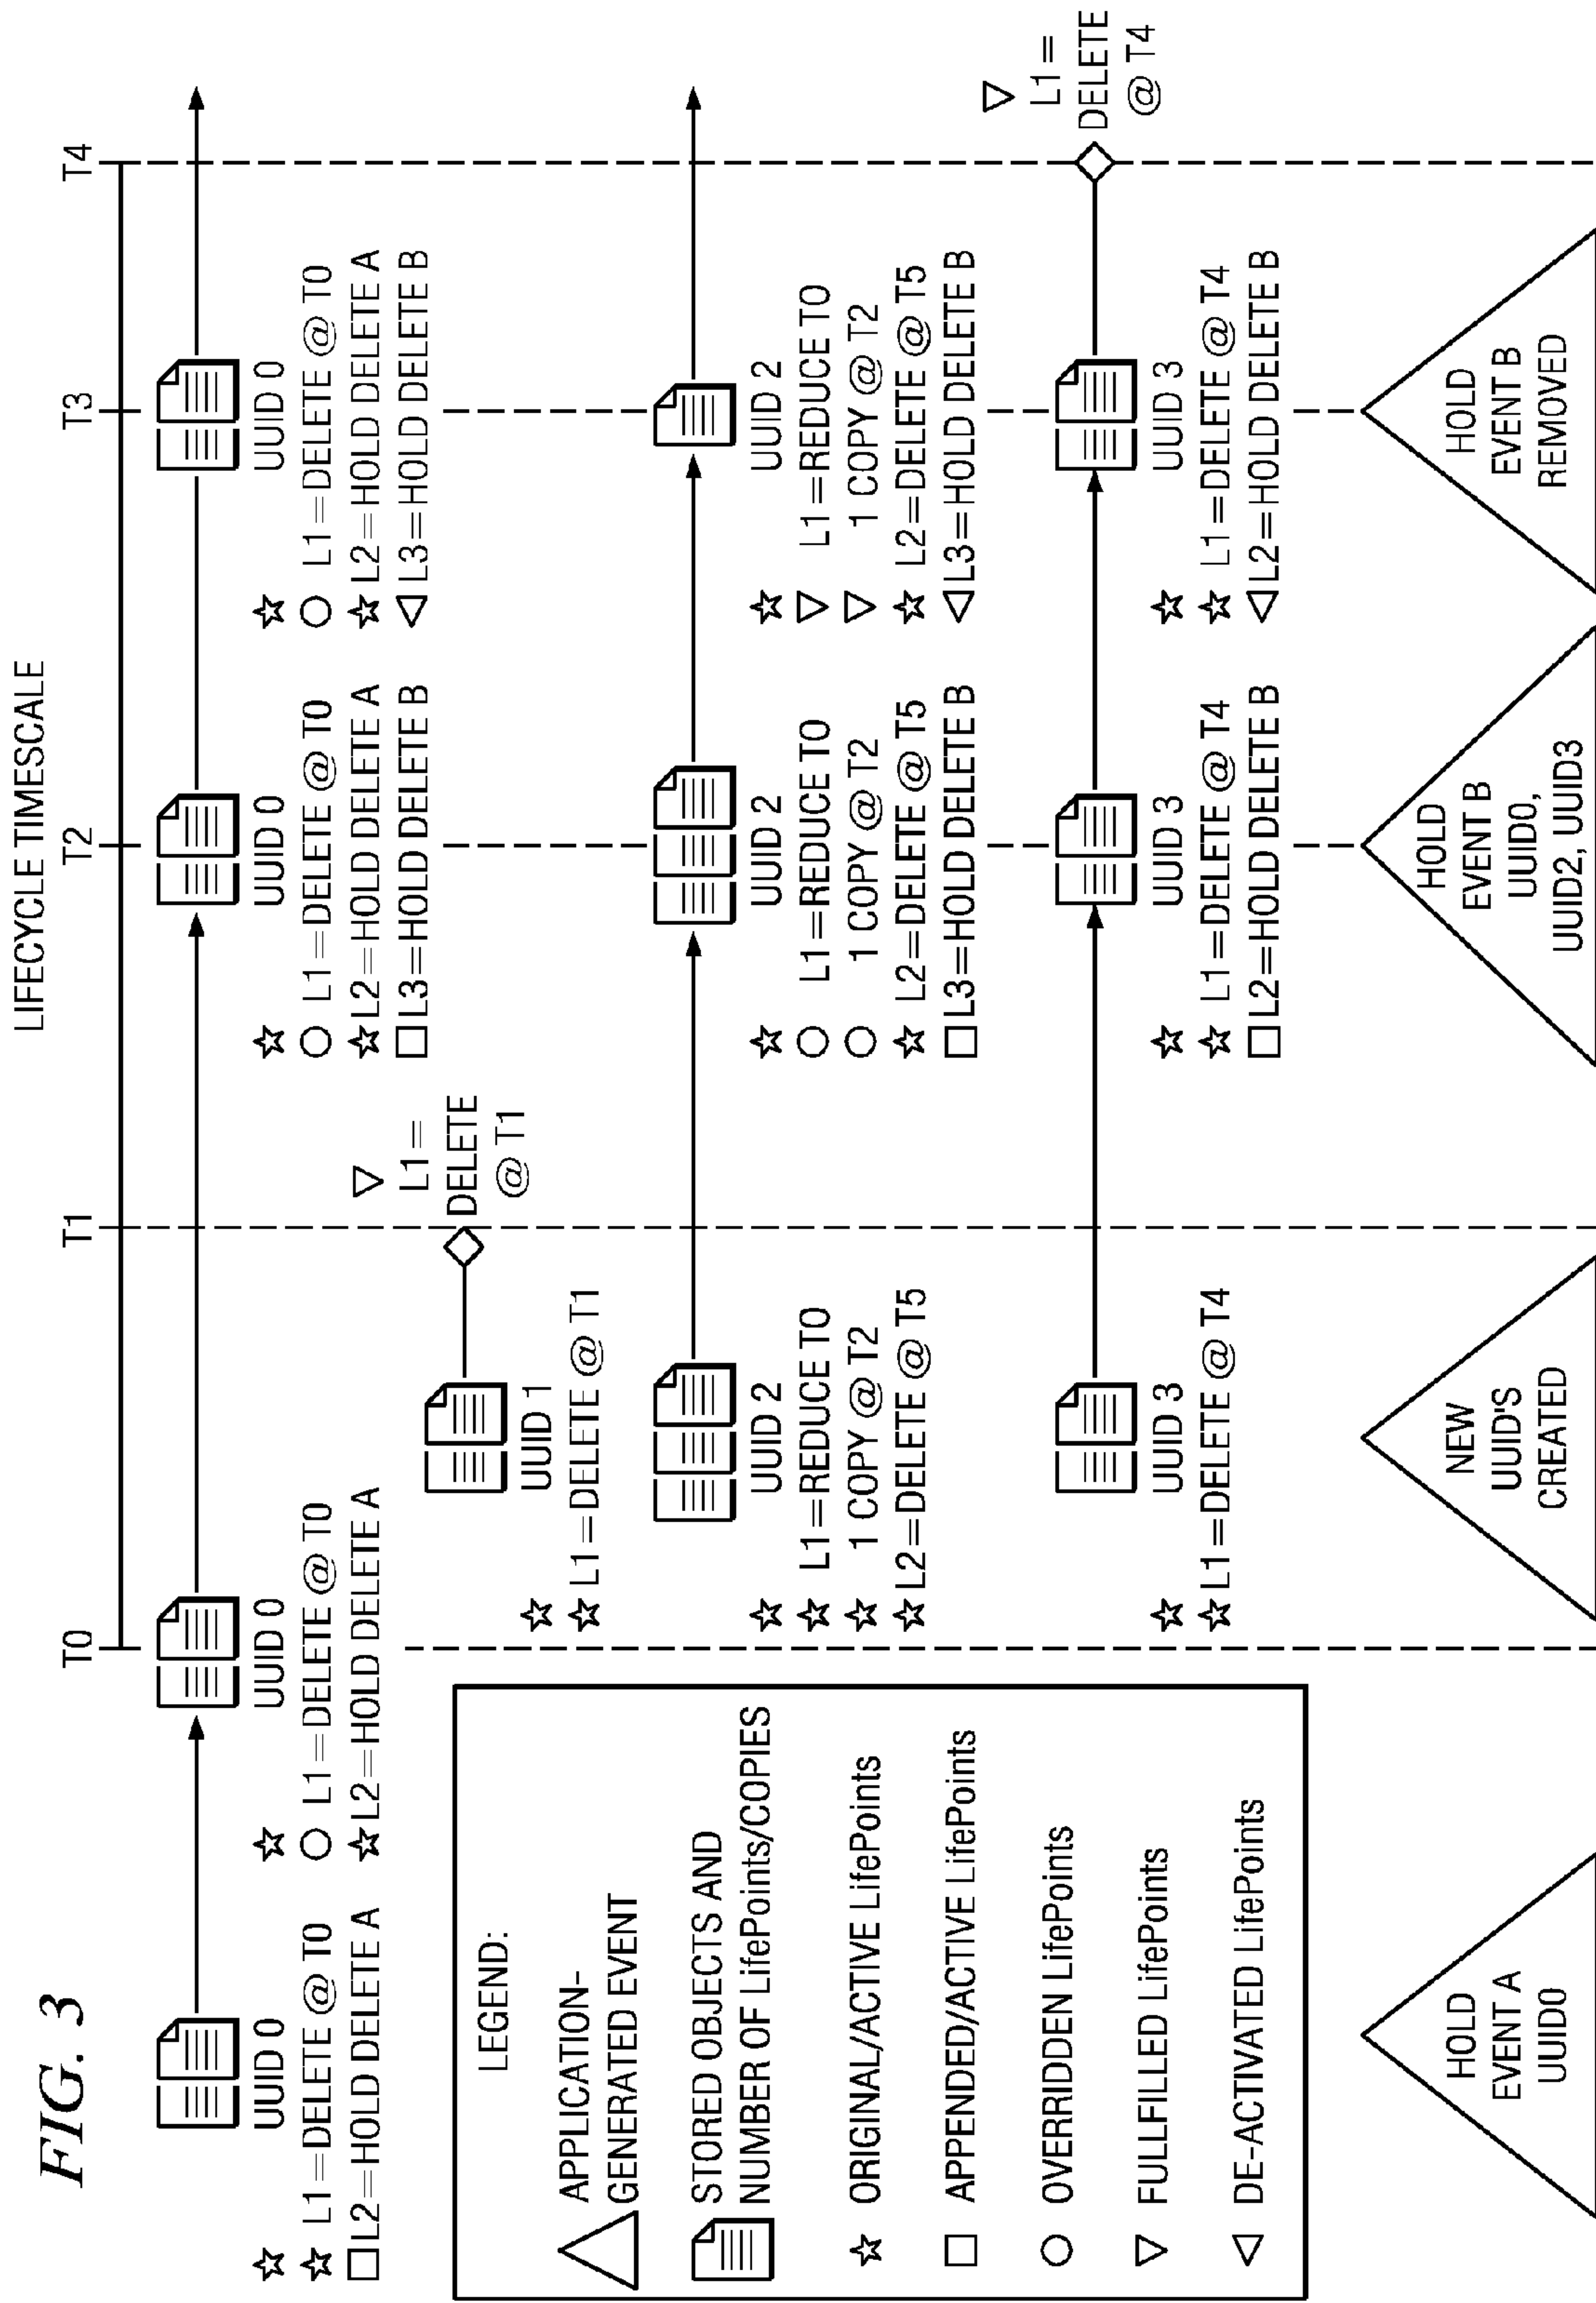 FIG. 3
LIFECYCLE TIMESCALE
T0
T1
T2
T3
T4
UUID 0
L1=DELETE @ T0
L2=HOLD DELETE A
UUID 0
L1=DELETE @ T0
L2=HOLD DELETE A
UUID 0
L1=DELETE @ T0
L2=HOLD DELETE A
L3=HOLD DELETE B
UUID 0
L1=DELETE @ T0
L2=HOLD DELETE A
L3=HOLD DELETE B
UUID 1
L1=DELETE @ T1
L1=
DELETE
@ T1
UUID 2
L1=REDUCE TO
1 COPY @ T2
L2=DELETE @ T5
UUID 2
L1=REDUCE TO
1 COPY @ T2
L2=DELETE @ T5
L3=HOLD DELETE B
UUID 2
L1=REDUCE TO
1 COPY @ T2
L2=DELETE @ T5
L3=HOLD DELETE B
UUID 3
L1=DELETE @ T4
UUID 3
L1=DELETE @ T4
L2=HOLD DELETE B
UUID 3
L1=DELETE @ T4
L2=HOLD DELETE B
L1=
DELETE
@ T4
LEGEND:
APPLICATION-
GENERATED EVENT
STORED OBJECTS AND
NUMBER OF LifePoints/COPIES
ORIGINAL/ACTIVE LifePoints
APPENDED/ACTIVE LifePoints
OVERRIDDEN LifePoints
FULLFILLED LifePoints
DE-ACTIVATED LifePoints
HOLD
EVENT A
UUID0
NEW
UUID'S
CREATED
HOLD
EVENT B
UUID0,
UUID2, UUID3
HOLD
EVENT B
REMOVED